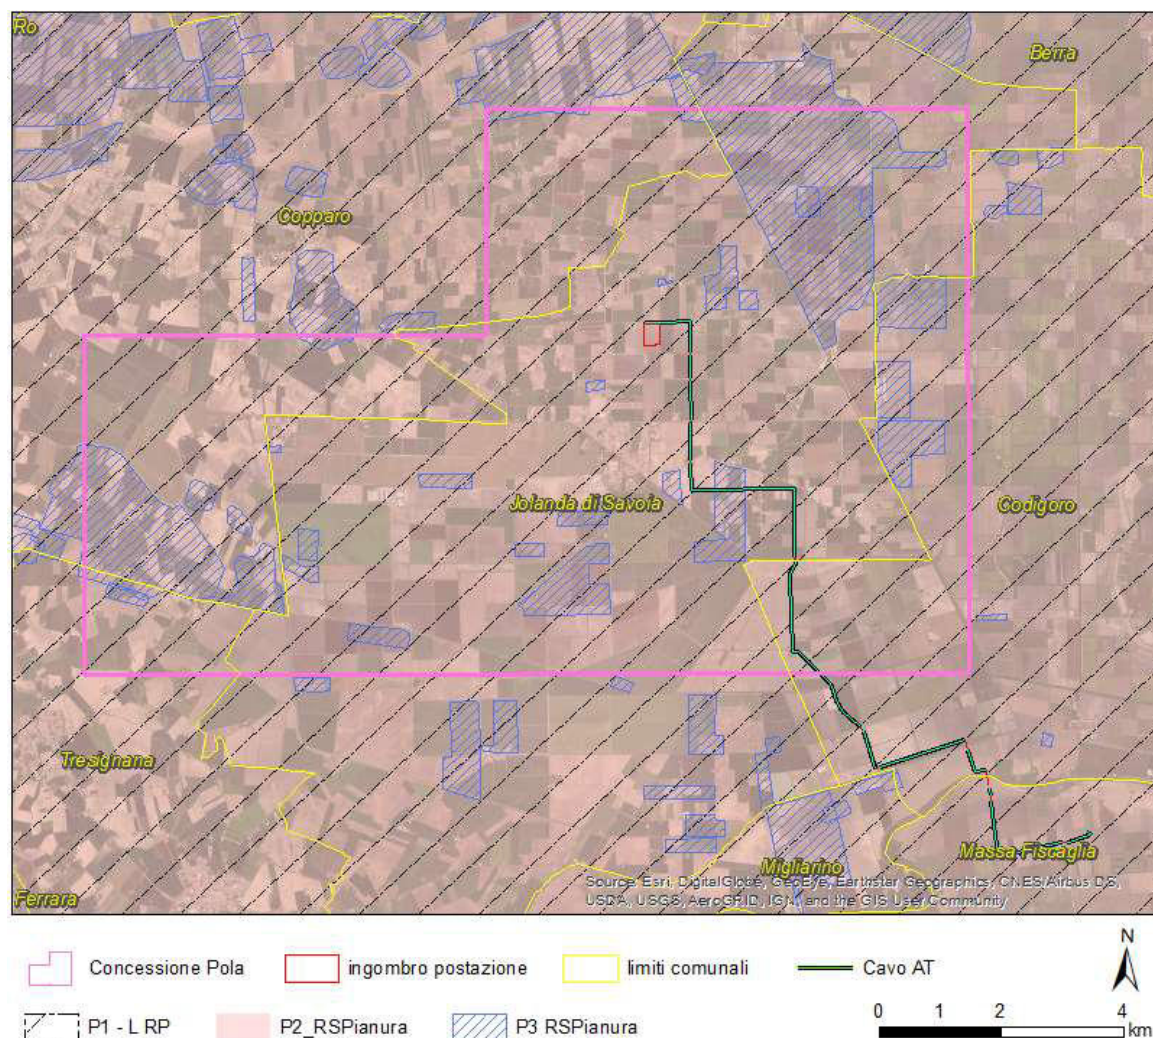 Ro
Berra
Copparo
Jolanda di Savoia
Codigoro
Tresignana
Massa Fiscaglia
Migliarino
Ferrara
Source: Esri, DigitalGlobe, GeoEye, Earthstar Geographics, CNES/Airbus DS,
USDA, USGS, AeroGRID, IGN, and the GIS User Community
Concessione Pola
ingombro postazione
limiti comunali
Cavo AT
N
P1 - L RP
P2_RSPianura
P3 RSPianura
0 1 2 4
km